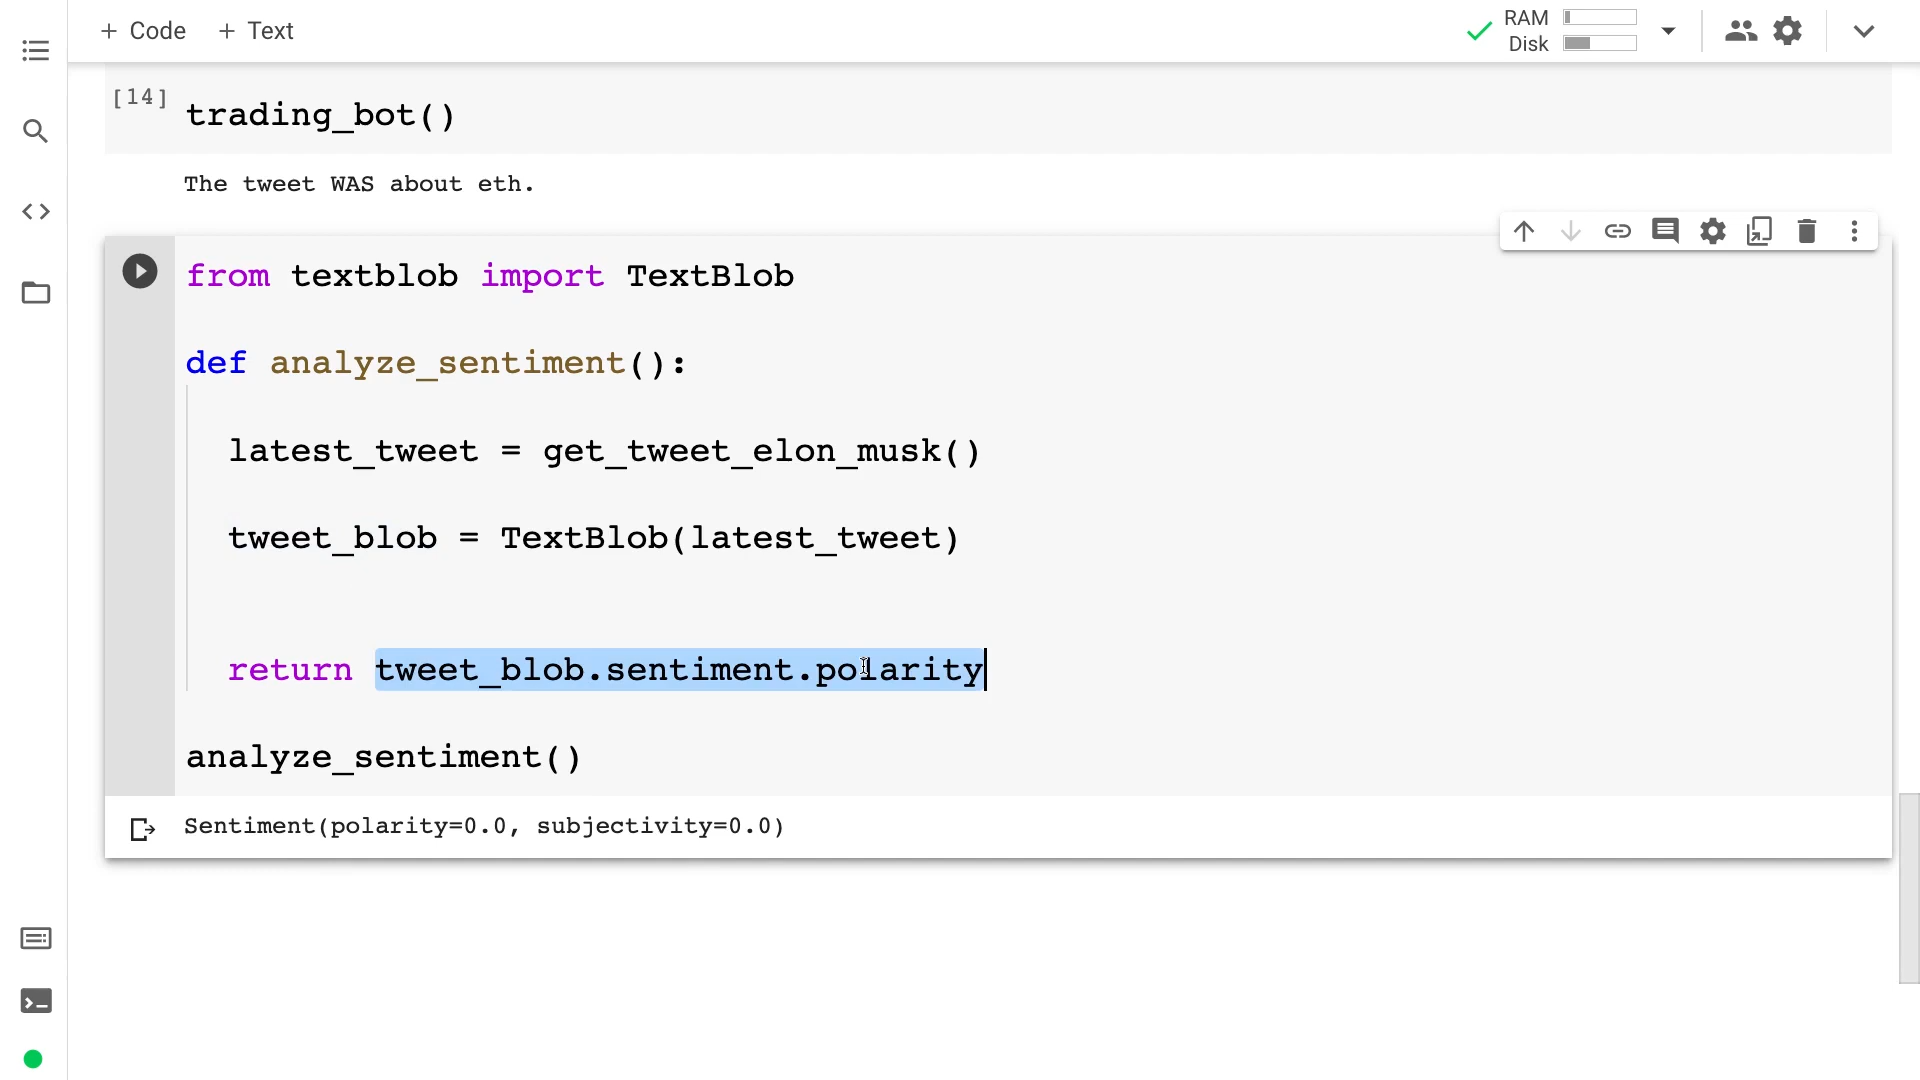 + Code + Text
RAM
Disk
[14] trading_bot()
The tweet WAS about eth.
from textblob import TextBlob
def analyze_sentiment():
latest_tweet = get_tweet_elon_musk()
tweet_blob = TextBlob(latest_tweet)
return tweet_blob.sentiment.polarity
analyze_sentiment()
Sentiment(polarity=0.0, subjectivity=0.0)